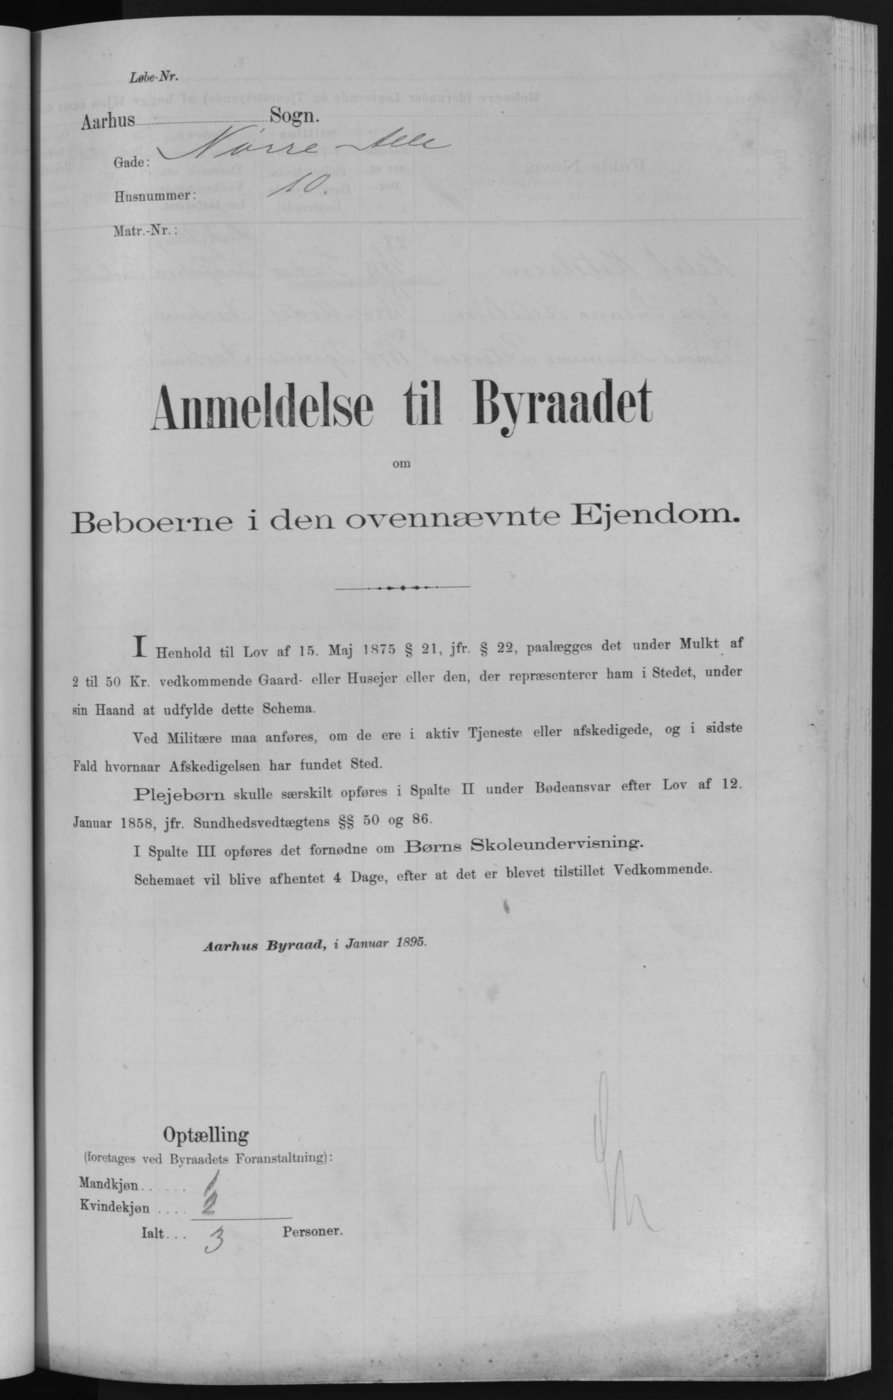 Løbe-Nr.
Aarhus Sogn.
Gade: Nørre-Alle
Husnummer: 10.
Matr.-Nr.:
Anmeldelse til Byraadet
om
Beboerne i den ovennævnte Ejendom.
I Henhold til Lov af 15. Maj 1875 § 21, jfr. § 22, paalægges det under Mulkt af
2 til 50 Kr. vedkommende Gaard- eller Husejer eller den, der repræsenterer ham i Stedet, under
sin Haand at udfylde dette Schema.
Ved Militære maa anføres, om de ere i aktiv Tjeneste eller afskedigede, og i sidste
Fald hvornaar Afskedigelsen har fundet Sted.
Plejebørn skulle særskilt opføres i Spalte II under Bødeansvar efter Lov af 12.
Januar 1858, jfr. Sundhedsvedtægtens §§ 50 og 86.
I Spalte III opføres det fornødne om Børns Skoleundervisning.
Schemaet vil blive afhentet 4 Dage, efter at det er blevet tilstillet Vedkommende.
Aarhus Byraad, i Januar 1895.
Optælling
(foretages ved Byraadets Foranstaltning):
Mandkjøn...... 1
Kvindekjøn .... 2
Ialt... 3 Personer.